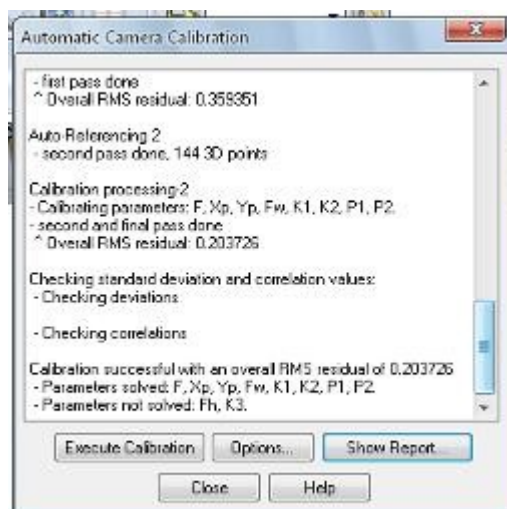 Automatic Camera Calibration
- first pass done
^ Overall RMS residual: 0.359351
Auto-Referencing 2
- second pass done, 144 3D points
Calibration processing-2
- Calibrating parameters: F, Xp, Yp, Fw, K1, K2, P1, P2.
- second and final pass done
^ Overall RMS residual: 0.203726
Checking standard deviation and correlation values:
- Checking deviations
- Checking correlations
Calibration successful with an overall RMS residual of 0.203726
- Parameters solved: F, Xp, Yp, Fw, K1, K2, P1, P2.
- Parameters not solved: Fh, K3.
Execute Calibration Options... Show Report...
Close Help